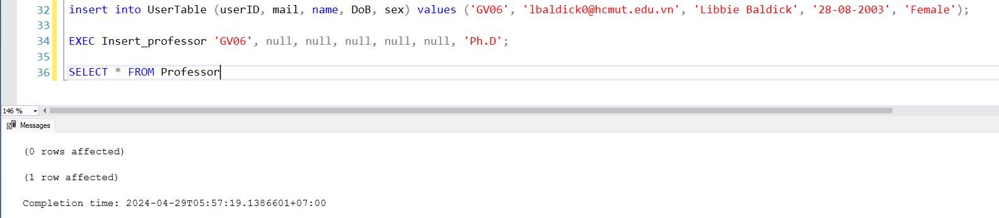 32 insert into UserTable (userID, mail, name, DoB, sex) values ('GV06', 'lbaldick0@hcmut.edu.vn', 'Libbie Baldick', '28-08-2003', 'Female');
33
34 EXEC Insert_professor 'GV06', null, null, null, null, null, 'Ph.D';
35
36 SELECT * FROM Professor
146 %
Messages
(0 rows affected)
(1 row affected)
Completion time: 2024-04-29T05:57:19.1386601+07:00